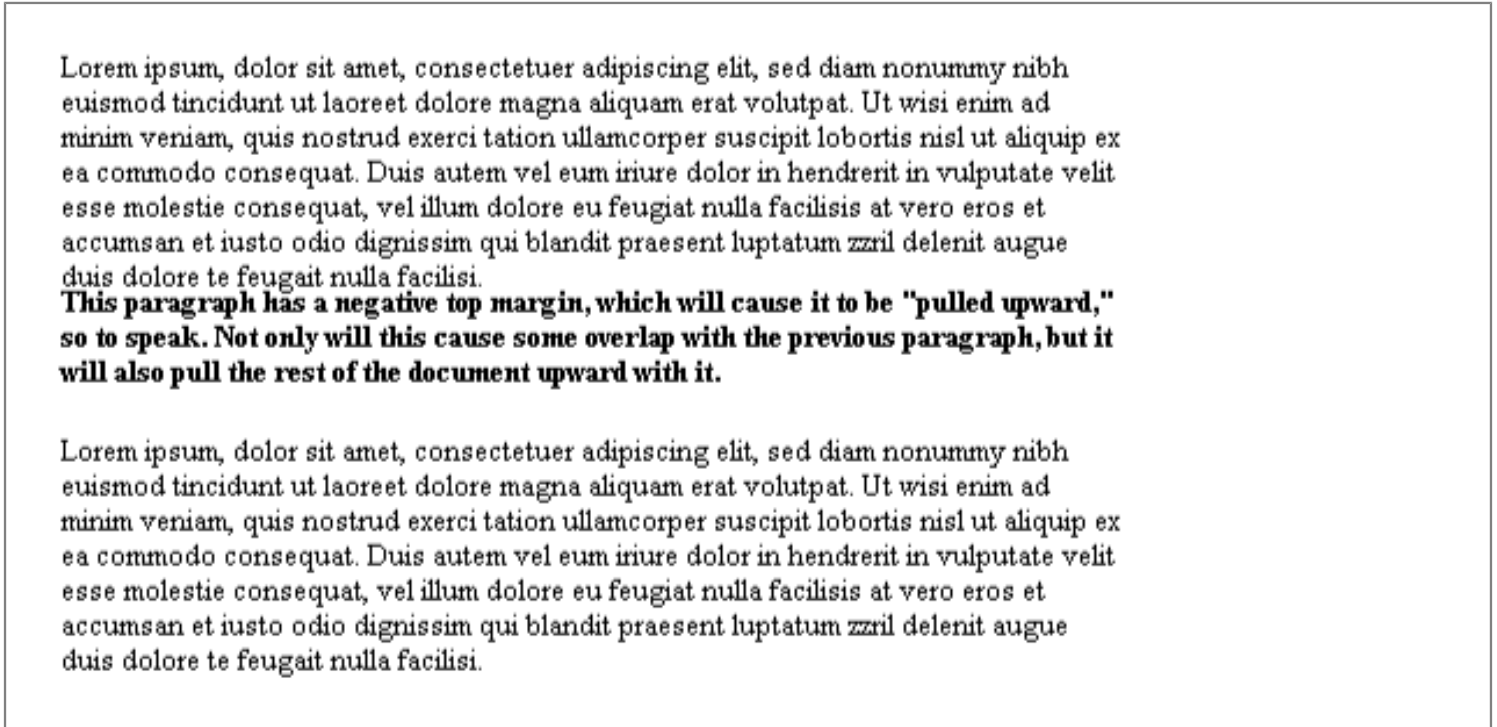 Lorem ipsum, dolor sit amet, consectetuer adipiscing elit, sed diam nonummy nibh
euismod tincidunt ut laoreet dolore magna aliquam erat volutpat. Ut wisi enim ad
minim veniam, quis nostrud exerci tation ullamcorper suscipit lobortis nisl ut aliquip ex
ea commodo consequat. Duis autem vel eum iriure dolor in hendrerit in vulputate velit
esse molestie consequat, vel illum dolore eu feugiat nulla facilisis at vero eros et
accumsan et iusto odio dignissim qui blandit praesent luptatum zzril delenit augue
duis dolore te feugait nulla facilisi.
This paragraph has a negative top margin, which will cause it to be "pulled upward,"
so to speak. Not only will this cause some overlap with the previous paragraph, but it
will also pull the rest of the document upward with it.
Lorem ipsum, dolor sit amet, consectetuer adipiscing elit, sed diam nonummy nibh
euismod tincidunt ut laoreet dolore magna aliquam erat volutpat. Ut wisi enim ad
minim veniam, quis nostrud exerci tation ullamcorper suscipit lobortis nisl ut aliquip ex
ea commodo consequat. Duis autem vel eum iriure dolor in hendrerit in vulputate velit
esse molestie consequat, vel illum dolore eu feugiat nulla facilisis at vero eros et
accumsan et iusto odio dignissim qui blandit praesent luptatum zzril delenit augue
duis dolore te feugait nulla facilisi.